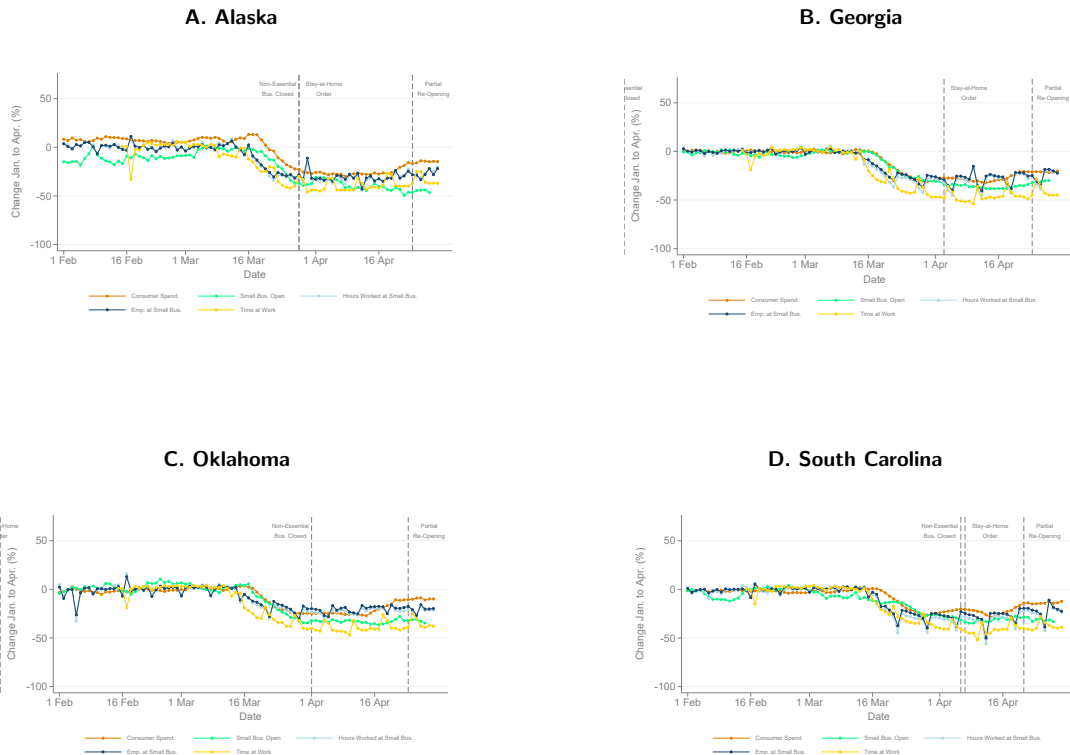 A. Alaska
Non-Essential
Bus. Closed
Stay-at-Home
Order
Partial
Re-Opening
50
0
-50
-100
Change Jan. to Apr. (%)
1 Feb 16 Feb 1 Mar 16 Mar 1 Apr 16 Apr
Date
Consumer Spend. Small Bus. Open Hours Worked at Small Bus.
Emp. at Small Bus. Time at Work
B. Georgia
Stay-at-Home
Order
Partial
Re-Opening
50
0
-50
-100
Change Jan. to Apr. (%)
1 Feb 16 Feb 1 Mar 16 Mar 1 Apr 16 Apr
Date
Consumer Spend. Small Bus. Open Hours Worked at Small Bus.
Emp. at Small Bus. Time at Work
C. Oklahoma
Non-Essential
Bus. Closed
Partial
Re-Opening
50
0
-50
-100
Change Jan. to Apr. (%)
1 Feb 16 Feb 1 Mar 16 Mar 1 Apr 16 Apr
Date
Consumer Spend. Small Bus. Open Hours Worked at Small Bus.
Emp. at Small Bus. Time at Work
D. South Carolina
Non-Essential
Bus. Closed
Stay-at-Home
Order
Partial
Re-Opening
50
0
-50
-100
Change Jan. to Apr. (%)
1 Feb 16 Feb 1 Mar 16 Mar 1 Apr 16 Apr
Date
Consumer Spend. Small Bus. Open Hours Worked at Small Bus.
Emp. at Small Bus. Time at Work